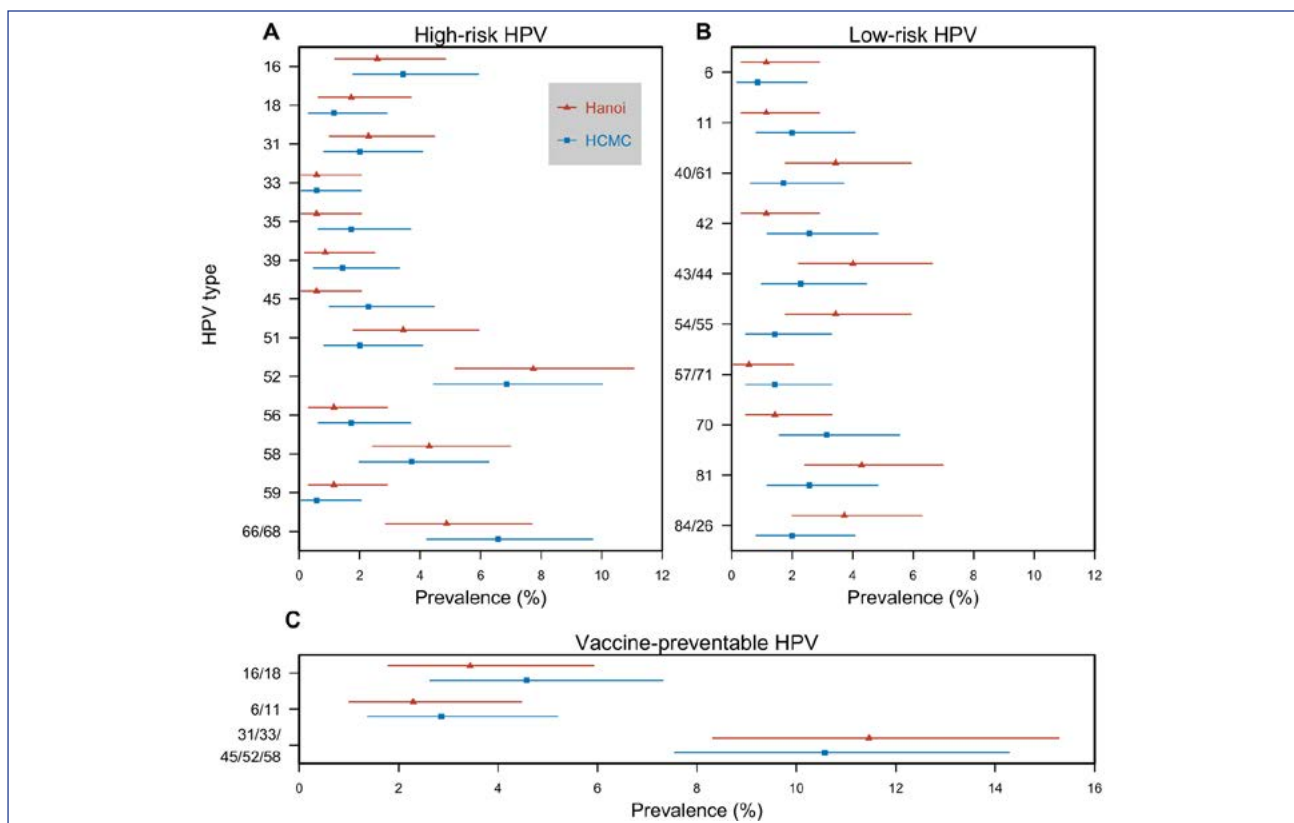 A
High-risk HPV
HPV type
16
18
31
33
35
39
45
51
52
56
58
59
66/68
Hanoi
HCMC
0 2 4 6 8 10 12
Prevalence (%)
B
Low-risk HPV
6
11
40/61
42
43/44
54/55
57/71
70
81
84/26
0 2 4 6 8 10 12
Prevalence (%)
C
Vaccine-preventable HPV
16/18
6/11
31/33/
45/52/58
0 2 4 6 8 10 12 14 16
Prevalence (%)